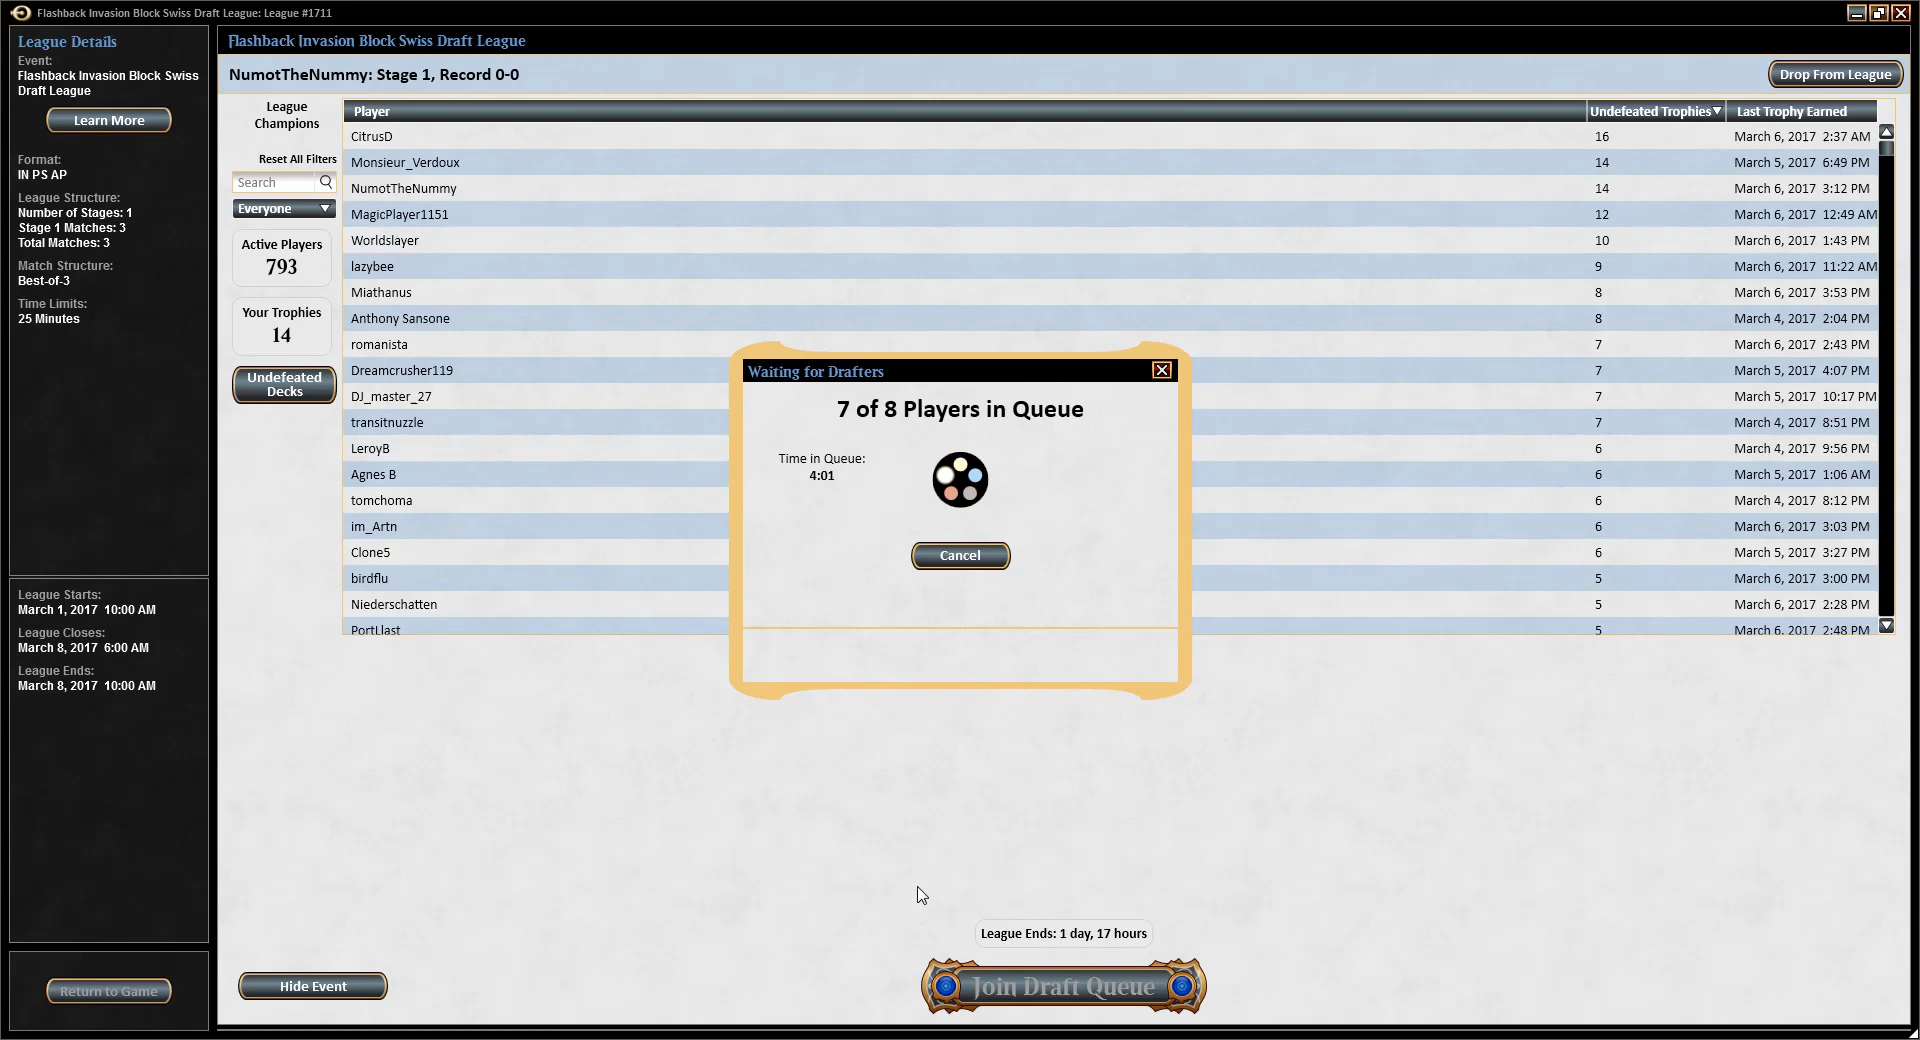 Flashback Invasion Block Swiss Draft League: League #1711
League Details
Event:
Flashback Invasion Block Swiss
Draft League
Learn More
Format:
IN PS AP
League Structure:
Number of Stages: 1
Stage 1 Matches: 3
Total Matches: 3
Match Structure:
Best-of-3
Time Limits:
25 Minutes
League Starts:
March 1, 2017 10:00 AM
League Closes:
March 8, 2017 6:00 AM
League Ends:
March 8, 2017 10:00 AM
Return to Game
Flashback Invasion Block Swiss Draft League
NumotTheNummy: Stage 1, Record 0-0
Drop From League
League
Champions
Reset All Filters
Search
Everyone
Active Players
793
Your Trophies
14
Undefeated
Decks
Player Undefeated Trophies Last Trophy Earned
CitrusD 16 March 6, 2017 2:37 AM
Monsieur_Verdoux 14 March 5, 2017 6:49 PM
NumotTheNummy 14 March 6, 2017 3:12 PM
MagicPlayer1151 12 March 6, 2017 12:49 AM
Worldslayer 10 March 6, 2017 1:43 PM
lazybee 9 March 6, 2017 11:22 AM
Miathanus 8 March 6, 2017 3:53 PM
Anthony Sansone 8 March 4, 2017 2:04 PM
romanista 7 March 6, 2017 2:43 PM
Dreamcrusher119 7 March 5, 2017 4:07 PM
DJ_master_27 7 March 5, 2017 10:17 PM
transitnuzzle 7 March 4, 2017 8:51 PM
LeroyB 6 March 4, 2017 9:56 PM
Agnes B 6 March 5, 2017 1:06 AM
tomchoma 6 March 4, 2017 8:12 PM
im_Artn 6 March 6, 2017 3:03 PM
Clone5 6 March 5, 2017 3:27 PM
birdflu 5 March 6, 2017 3:00 PM
Niederschatten 5 March 6, 2017 2:28 PM
PortLlast 5 March 6, 2017 2:48 PM
Waiting for Drafters
7 of 8 Players in Queue
Time in Queue:
4:01
Cancel
League Ends: 1 day, 17 hours
Hide Event
Join Draft Queue